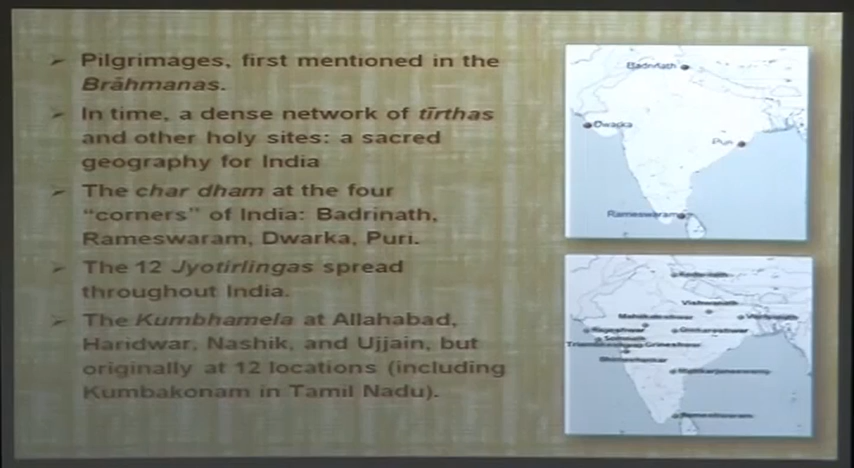 ➢ Pilgrimages, first mentioned in the
Brāhmanas.
➢ In time, a dense network of tīrthas
and other holy sites: a sacred
geography for India
➢ The char dham at the four
“corners” of India: Badrinath,
Rameswaram, Dwarka, Puri.
➢ The 12 Jyotirlingas spread
throughout India.
➢ The Kumbhamela at Allahabad,
Haridwar, Nashik, and Ujjain, but
originally at 12 locations (including
Kumbakonam in Tamil Nadu).
Badrinath
Dwarka
Puri
Rameswaram
Kedarnath
Vishwanath
Mahakaleshwar
Somnath
Grineshwar
Bhimashankar
Mallikarjunaswamy
Rameshwaram